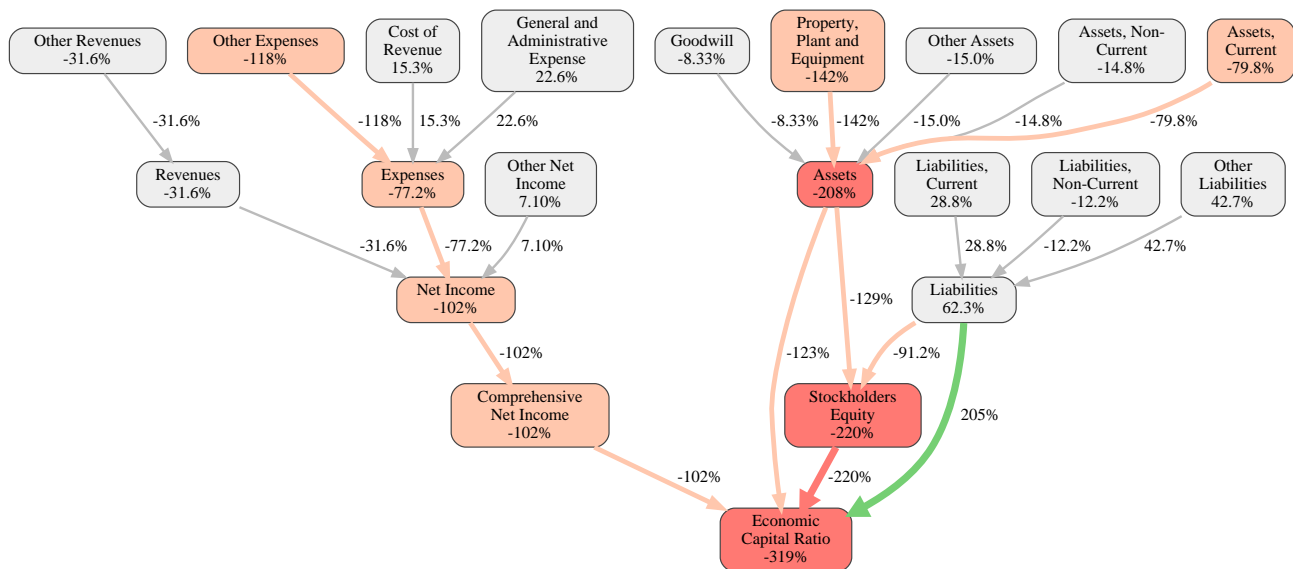 Other Revenues
-31.6%
Other Expenses
-118%
Cost of
Revenue
15.3%
General and
Administrative
Expense
22.6%
Goodwill
-8.33%
Property,
Plant and
Equipment
-142%
Other Assets
-15.0%
Assets, Non-
Current
-14.8%
Assets,
Current
-79.8%
-31.6%
-118%
15.3%
22.6%
-8.33%
-142%
-15.0%
-14.8%
-79.8%
Revenues
-31.6%
Expenses
-77.2%
Other Net
Income
7.10%
Assets
-208%
Liabilities,
Current
28.8%
Liabilities,
Non-Current
-12.2%
Other
Liabilities
42.7%
-31.6%
-77.2%
7.10%
28.8%
-12.2%
42.7%
Net Income
-102%
-129%
Liabilities
62.3%
-102%
-123%
-91.2%
Comprehensive
Net Income
-102%
Stockholders
Equity
-220%
205%
-102%
-220%
Economic
Capital Ratio
-319%